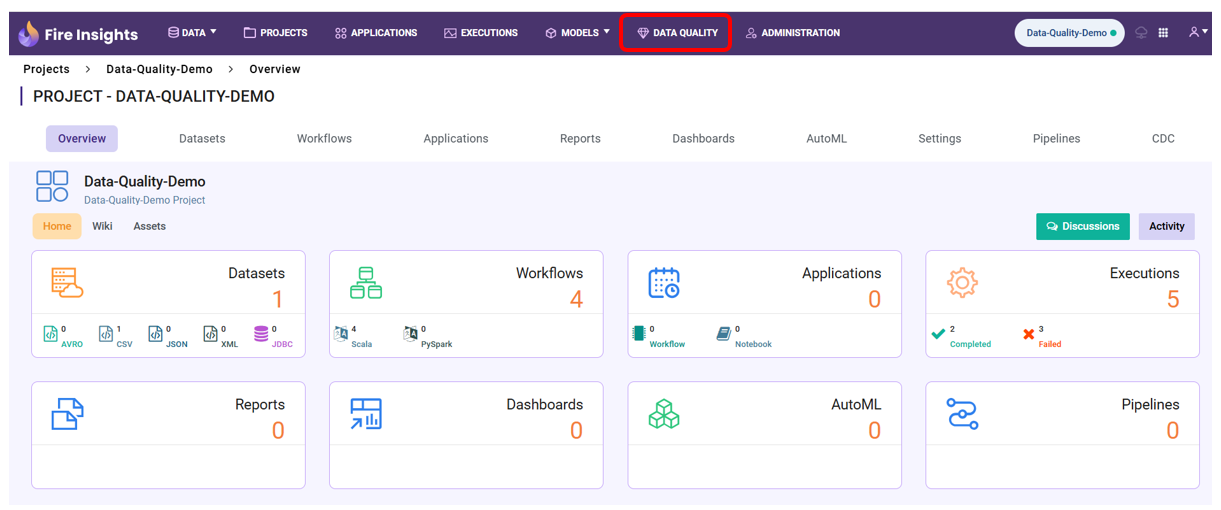 Fire Insights DATA PROJECTS APPLICATIONS EXECUTIONS MODELS DATA QUALITY ADMINISTRATION Data-Quality-Demo
Projects > Data-Quality-Demo > Overview
PROJECT - DATA-QUALITY-DEMO
Overview Datasets Workflows Applications Reports Dashboards AutoML Settings Pipelines CDC
Data-Quality-Demo
Data-Quality-Demo Project
Home Wiki Assets Discussions Activity
Datasets
1
0 AVRO 1 CSV 0 JSON 0 XML 0 JDBC
Workflows
4
4 Scala 0 PySpark
Applications
0
0 Workflow 0 Notebook
Executions
5
2 Completed 3 Failed
Reports
0
Dashboards
0
AutoML
0
Pipelines
0